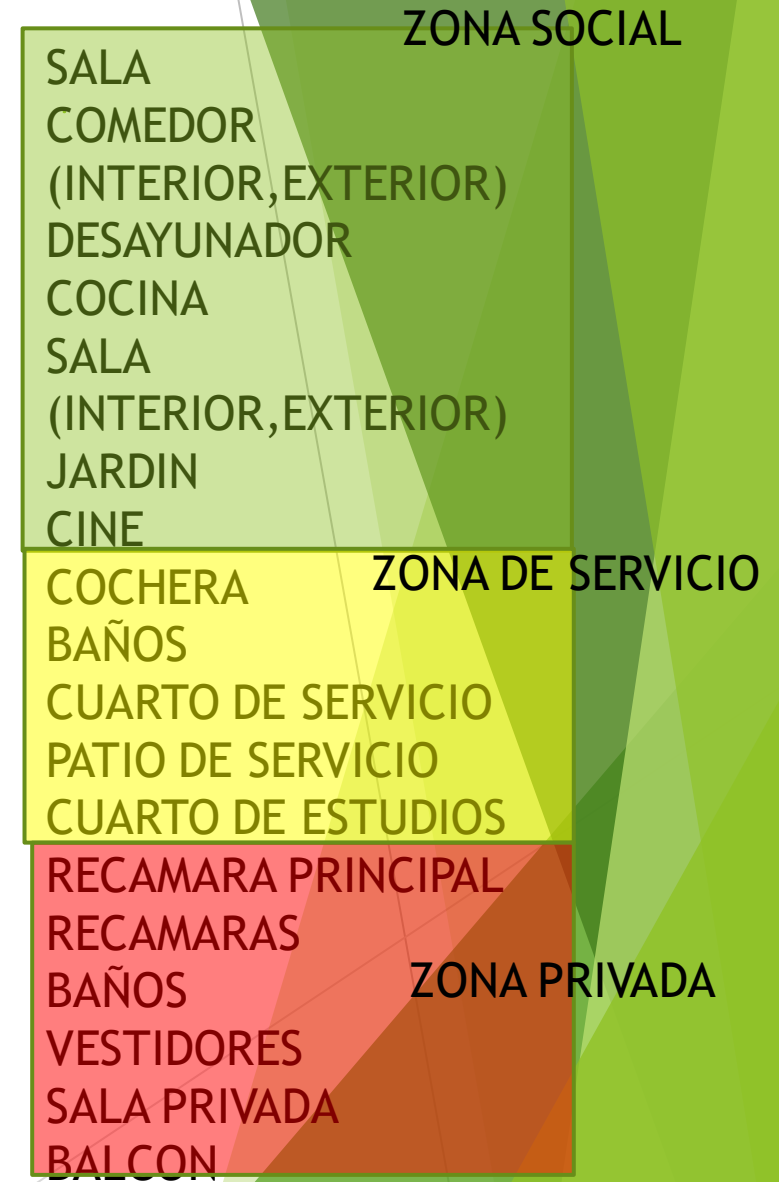 ZONA SOCIAL
SALA
COMEDOR
(INTERIOR,EXTERIOR)
DESAYUNADOR
COCINA
SALA
(INTERIOR,EXTERIOR)
JARDIN
CINE
ZONA DE SERVICIO
COCHERA
BAÑOS
CUARTO DE SERVICIO
PATIO DE SERVICIO
CUARTO DE ESTUDIOS
RECAMARA PRINCIPAL
RECAMARAS
BAÑOS
ZONA PRIVADA
VESTIDORES
SALA PRIVADA
BALCON